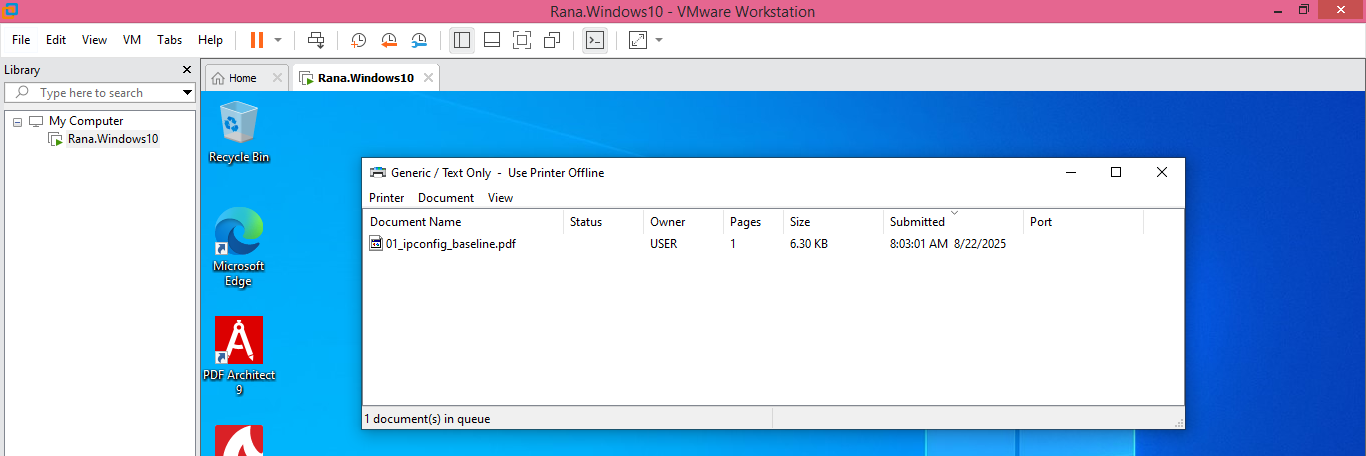 Rana.Windows10 - VMware Workstation
File Edit View VM Tabs Help
Library
Home
Rana.Windows10
Type here to search
My Computer
Rana.Windows10
Recycle Bin
Microsoft
Edge
PDF Architect
9
Generic / Text Only - Use Printer Offline
Printer Document View
Document Name Status Owner Pages Size Submitted Port
01_ipconfig_baseline.pdf USER 1 6.30 KB 8:03:01 AM 8/22/2025
1 document(s) in queue